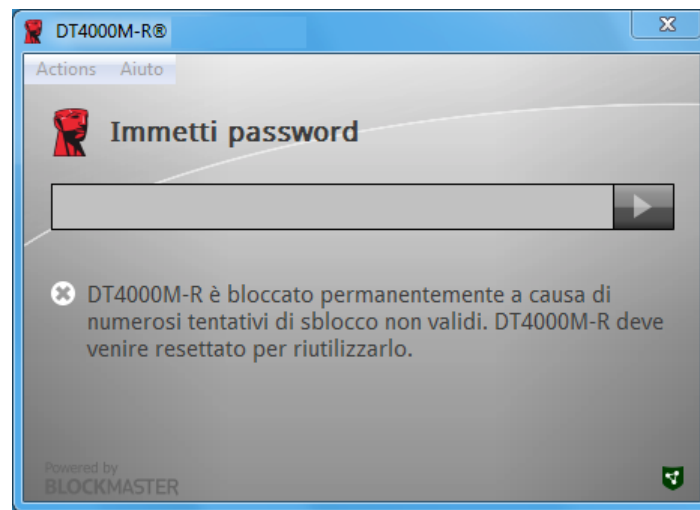 DT4000M-R®
Actions Aiuto
Immetti password
DT4000M-R è bloccato permanentemente a causa di
numerosi tentativi di sblocco non validi. DT4000M-R deve
venire resettato per riutilizzarlo.
Powered by
BLOCKMASTER